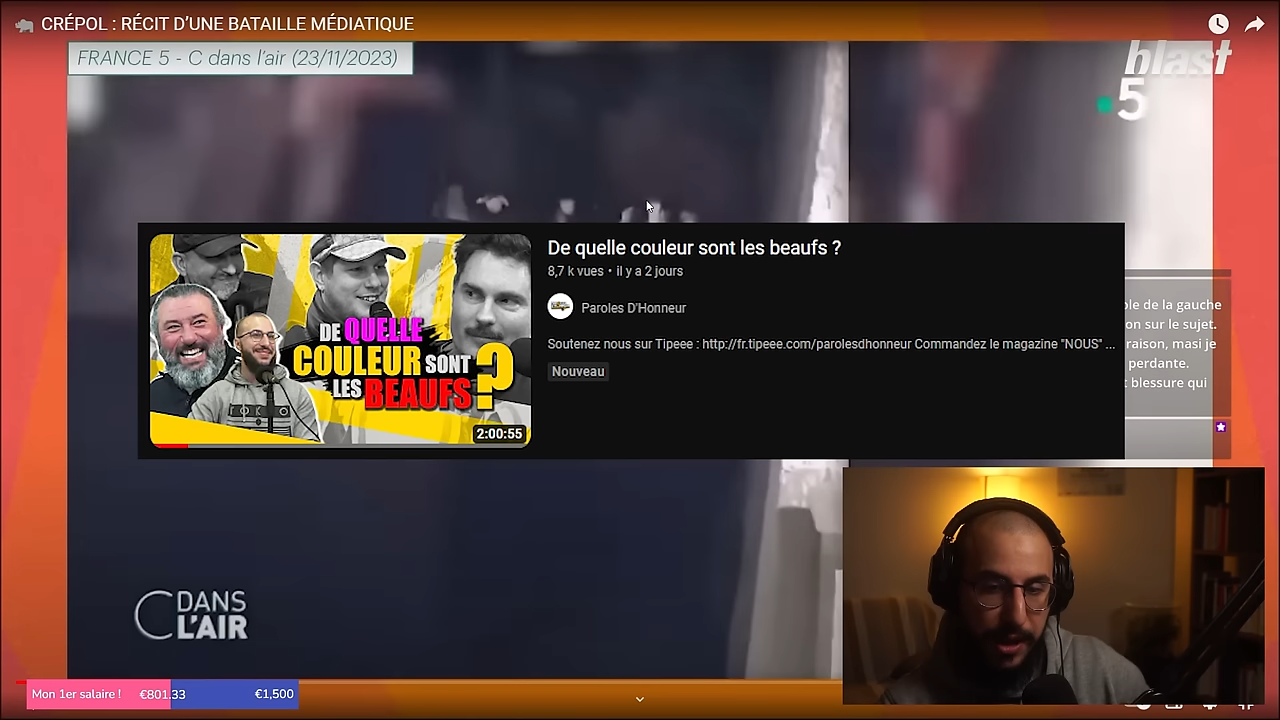 CRÉPOL : RÉCIT D'UNE BATAILLE MÉDIATIQUE
FRANCE 5 - C dans l'air (23/11/2023)
blast
5
De quelle couleur sont les beaufs ?
8,7 k vues • il y a 2 jours
Paroles D'Honneur
Soutenez nous sur Tipeee : http://fr.tipeee.com/parolesdhonneur Commandez le magazine "NOUS" ...
Nouveau
DE QUELLE
COULEUR SONT
LES BEAUFS ?
2:00:55
de la gauche
on sur le sujet.
raison, masi je
perdante.
blessure qui
C DANS
L'AIR
Mon 1er salaire ! €801.33 €1,500